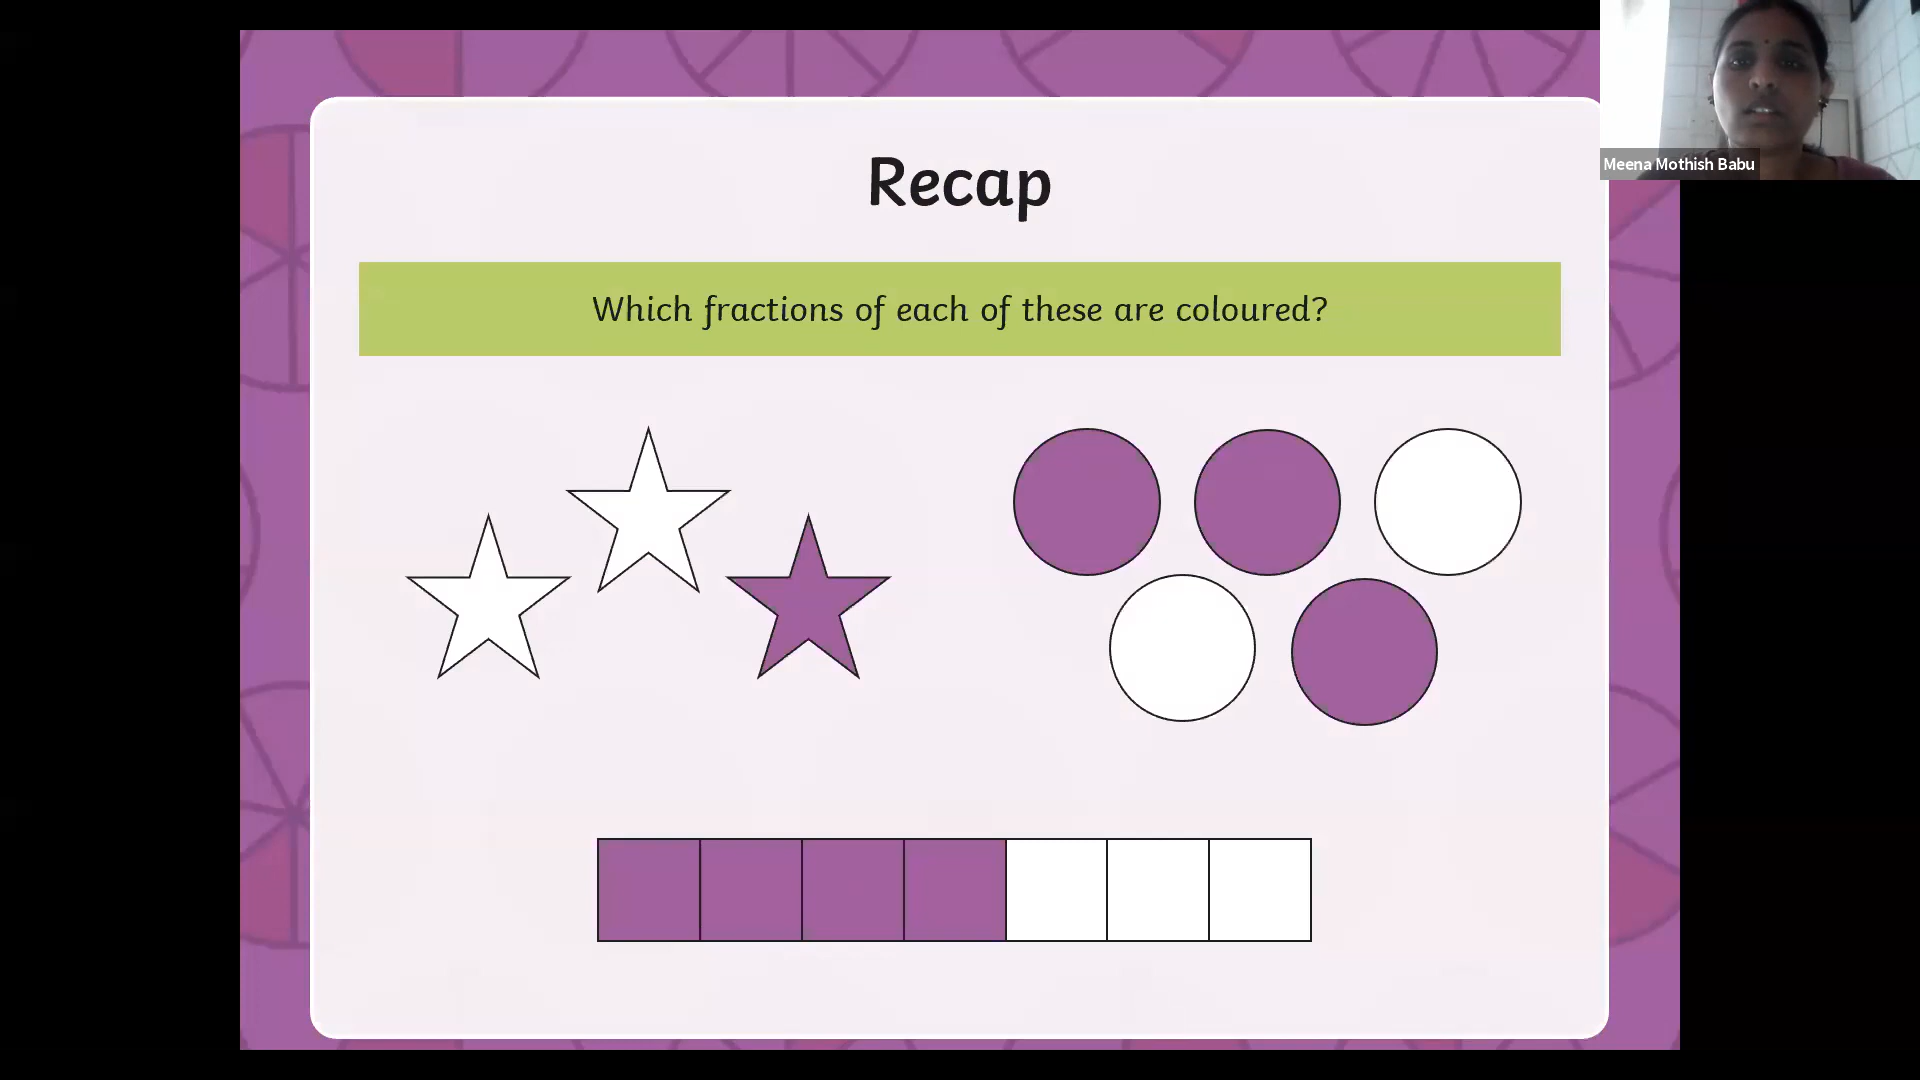 Meena Mothish Babu
Recap
Which fractions of each of these are coloured?